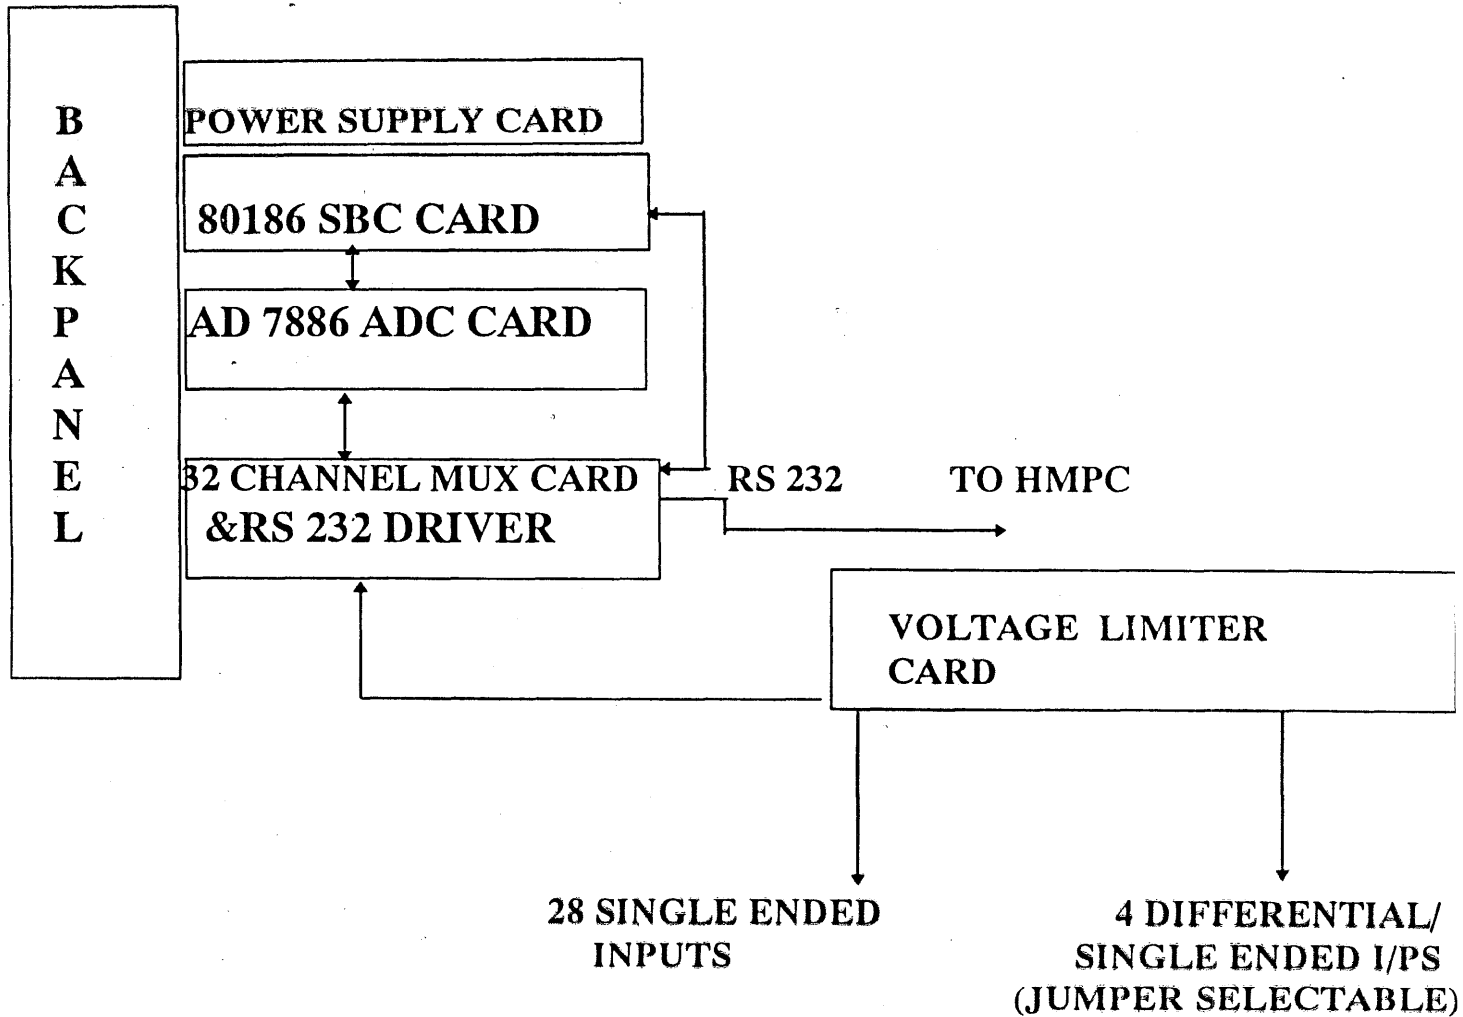 BACKPANEL
POWER SUPPLY CARD
80186 SBC CARD
AD 7886 ADC CARD
32 CHANNEL MUX CARD
&RS 232 DRIVER
RS 232
TO HMPC
VOLTAGE LIMITER
CARD
28 SINGLE ENDED
INPUTS
4 DIFFERENTIAL/
SINGLE ENDED I/PS
(JUMPER SELECTABLE)